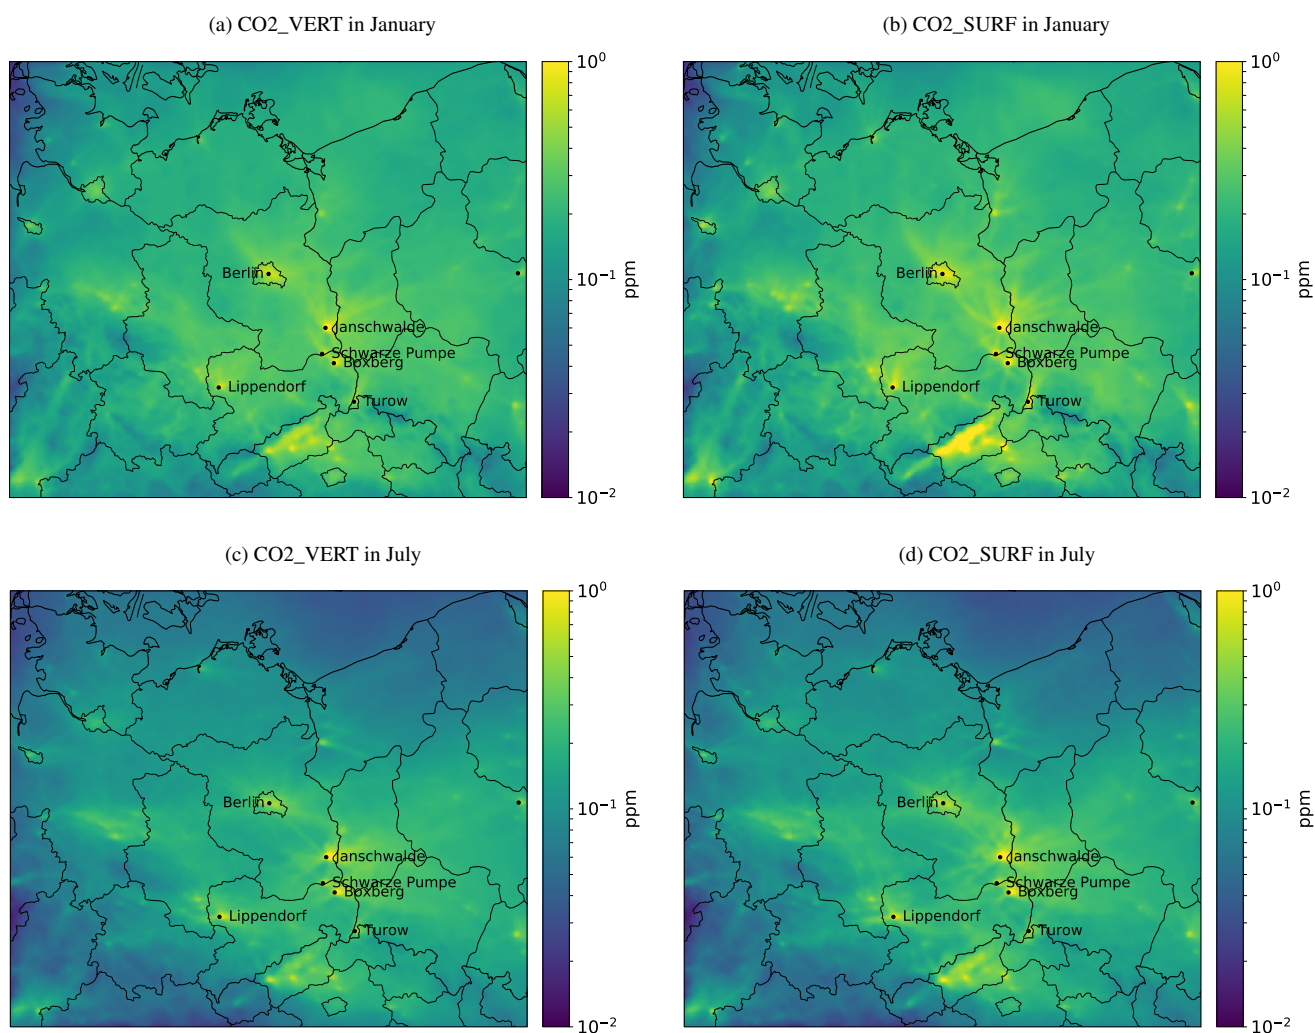 (a) CO2_VERT in January
(b) CO2_SURF in January
10⁰
10⁻¹
10⁻²
ppm
Berlin
Janschwalde
Schwarze Pumpe
Boxberg
Lippendorf
Turow
10⁰
10⁻¹
10⁻²
ppm
Berlin
Janschwalde
Schwarze Pumpe
Boxberg
Lippendorf
Turow
(c) CO2_VERT in July
(d) CO2_SURF in July
10⁰
10⁻¹
10⁻²
ppm
Berlin
Janschwalde
Schwarze Pumpe
Boxberg
Lippendorf
Turow
10⁰
10⁻¹
10⁻²
ppm
Berlin
Janschwalde
Schwarze Pumpe
Boxberg
Lippendorf
Turow